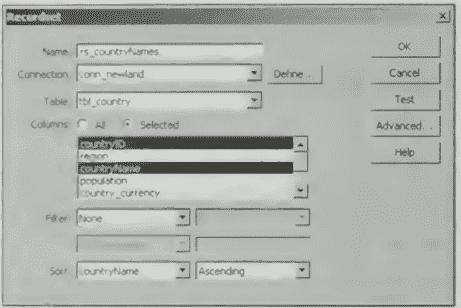 Recordset
Name: rs_countryNames
OK
Connection: conn_newland
Define...
Cancel
Table: tbl_country
Test
Columns: All Selected
Advanced...
countryID
region
countryName
population
country_currency
Help
Filter: None
Sort: countryName Ascending